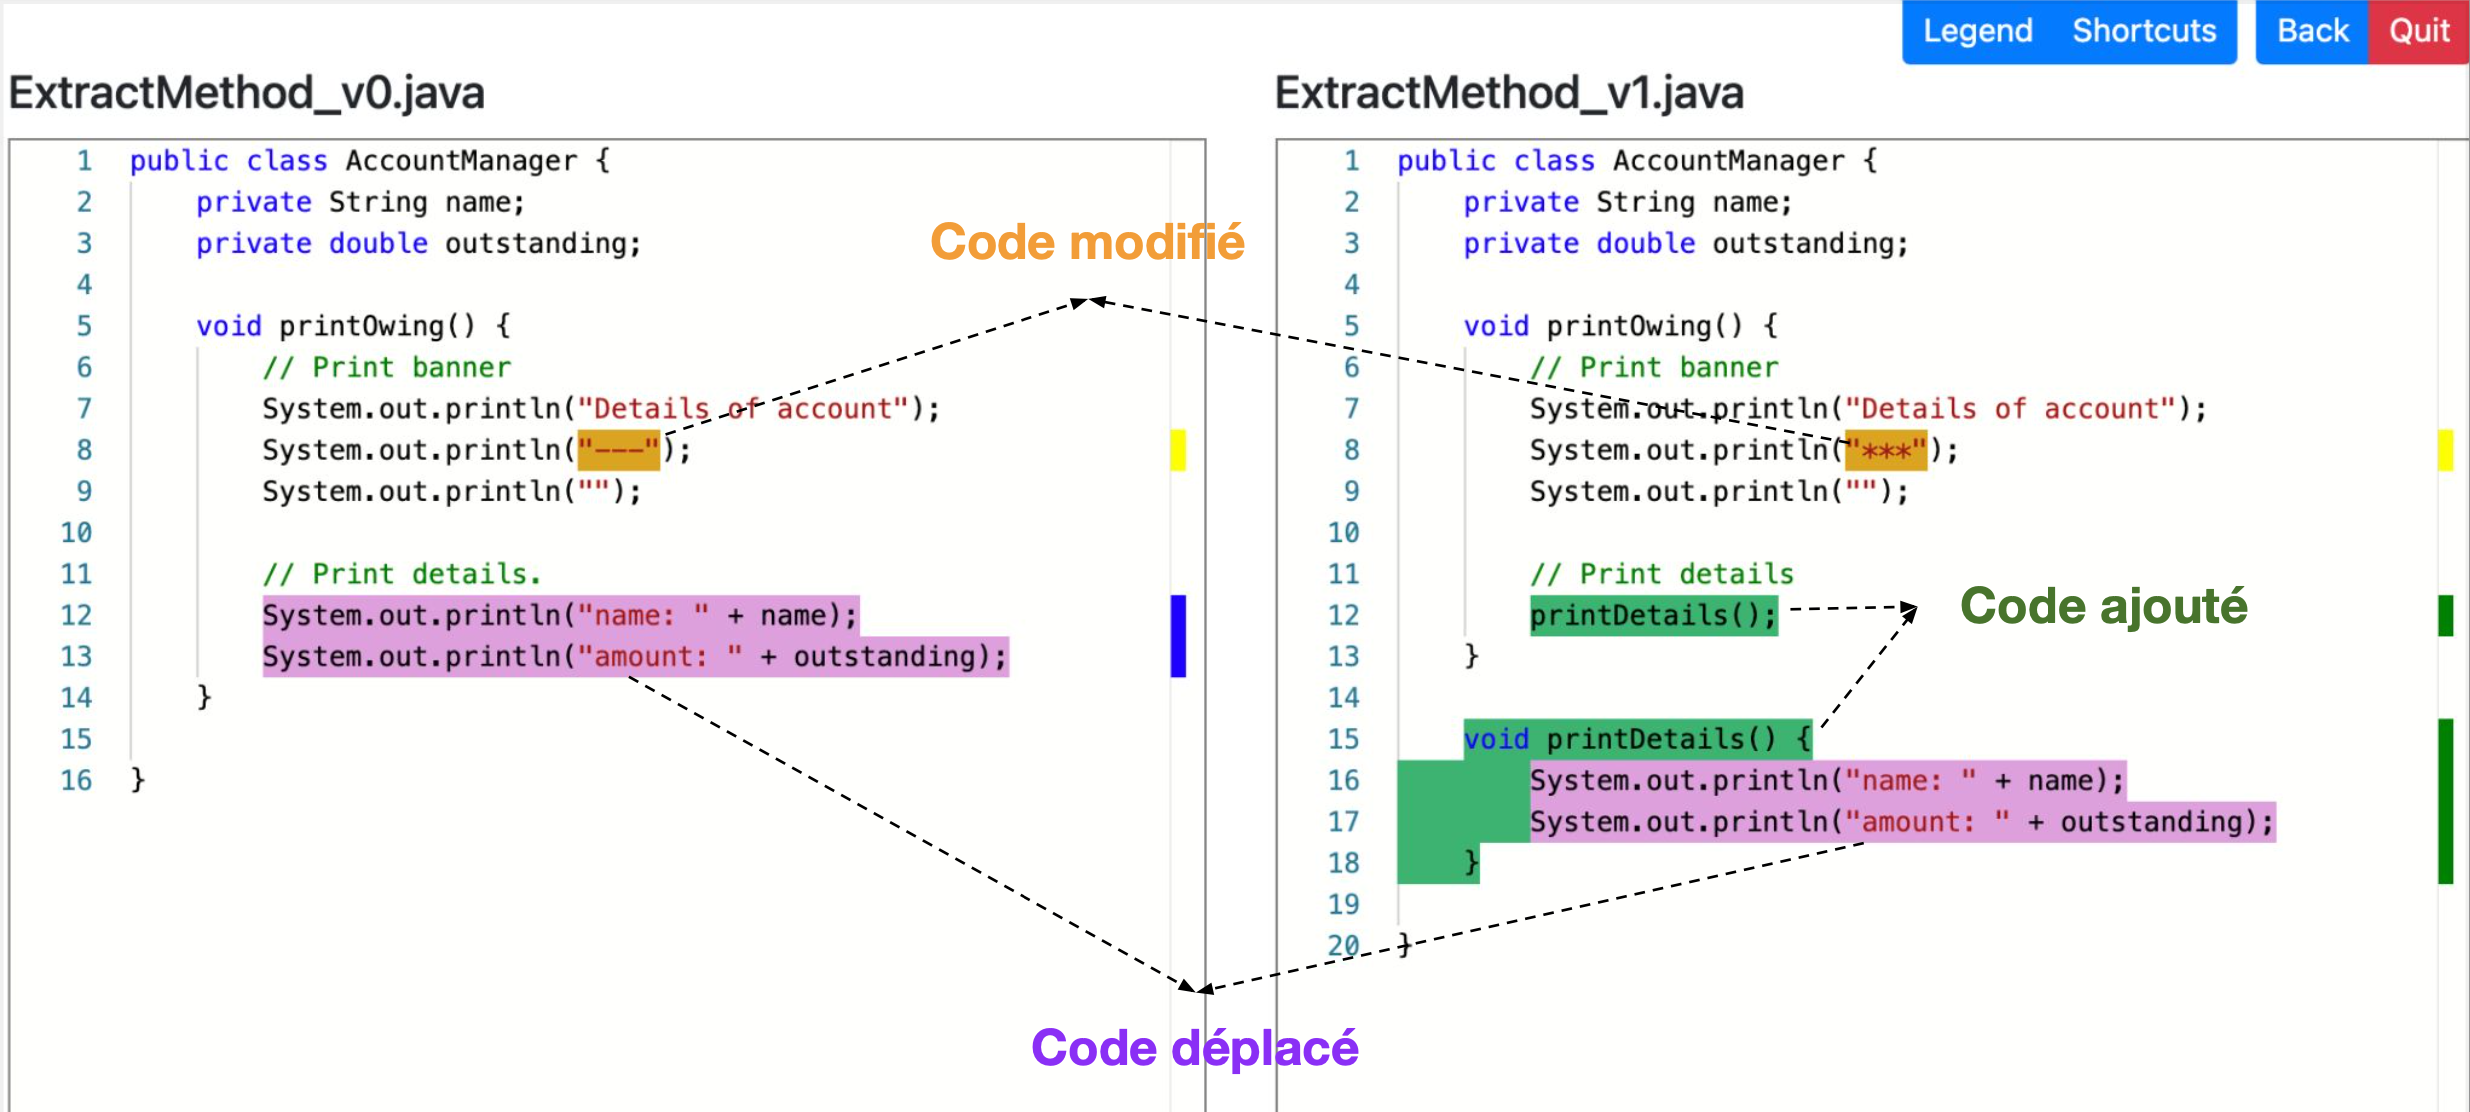 Legend Shortcuts Back Quit
ExtractMethod_v0.java
1 public class AccountManager {
2 private String name;
3 private double outstanding;
4
5 void printOwing() {
6 // Print banner
7 System.out.println("Details of account");
8 System.out.println("---");
9 System.out.println("");
10
11 // Print details.
12 System.out.println("name: " + name);
13 System.out.println("amount: " + outstanding);
14 }
15
16 }
ExtractMethod_v1.java
1 public class AccountManager {
2 private String name;
3 private double outstanding;
4
5 void printOwing() {
6 // Print banner
7 System.out.println("Details of account");
8 System.out.println("***");
9 System.out.println("");
10
11 // Print details
12 printDetails();
13 }
14
15 void printDetails() {
16 System.out.println("name: " + name);
17 System.out.println("amount: " + outstanding);
18 }
19
20 }
Code modifié
Code ajouté
Code déplacé